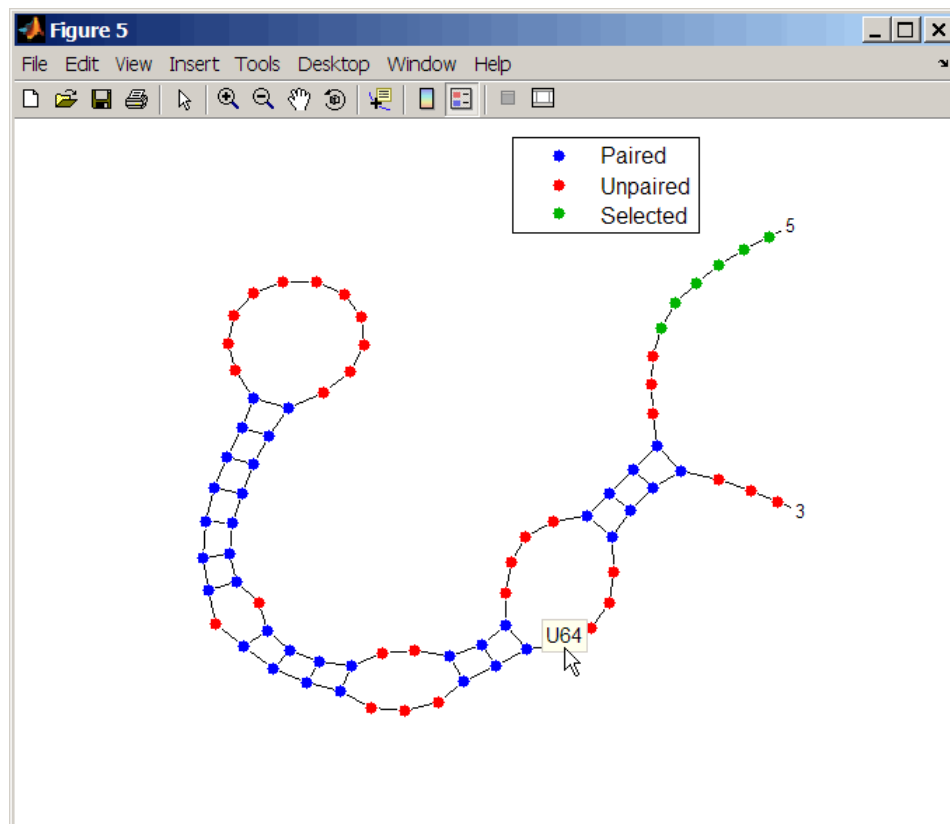 Figure 5
File Edit View Insert Tools Desktop Window Help
Paired
Unpaired
Selected
5
3
U64